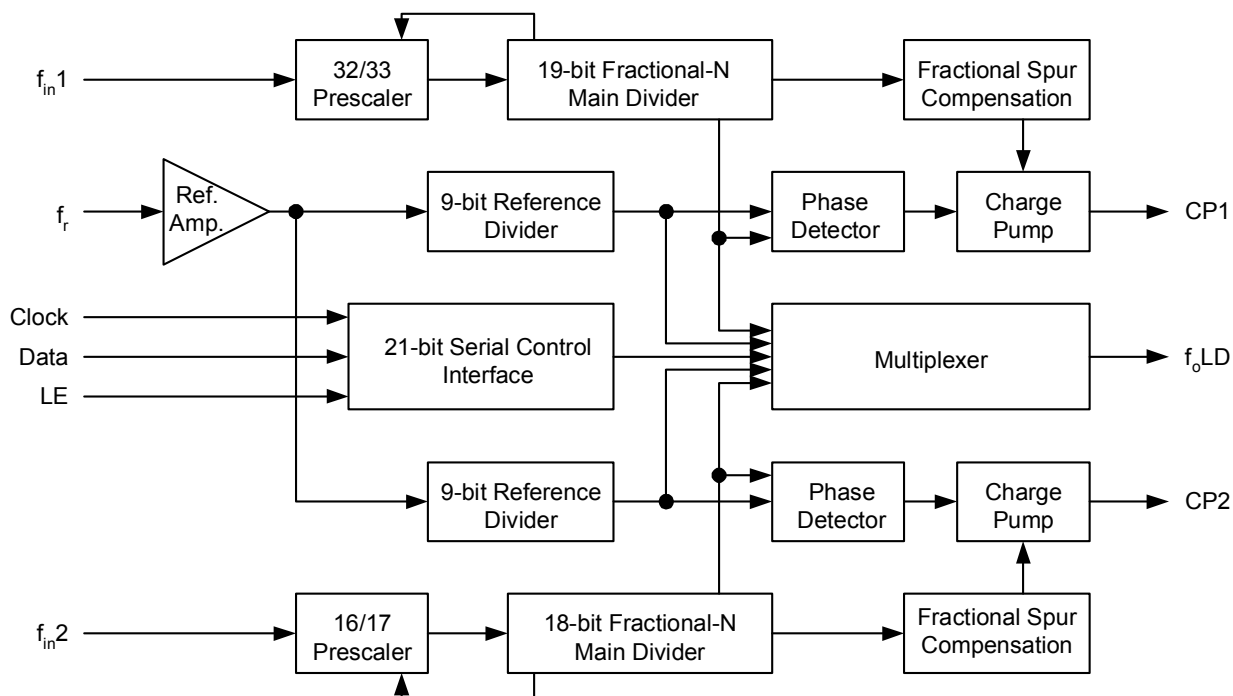 f_in1
32/33
Prescaler
19-bit Fractional-N
Main Divider
Fractional Spur
Compensation
f_r
Ref.
Amp.
9-bit Reference
Divider
Phase
Detector
Charge
Pump
CP1
Clock
Data
LE
21-bit Serial Control
Interface
Multiplexer
f_oLD
9-bit Reference
Divider
Phase
Detector
Charge
Pump
CP2
f_in2
16/17
Prescaler
18-bit Fractional-N
Main Divider
Fractional Spur
Compensation